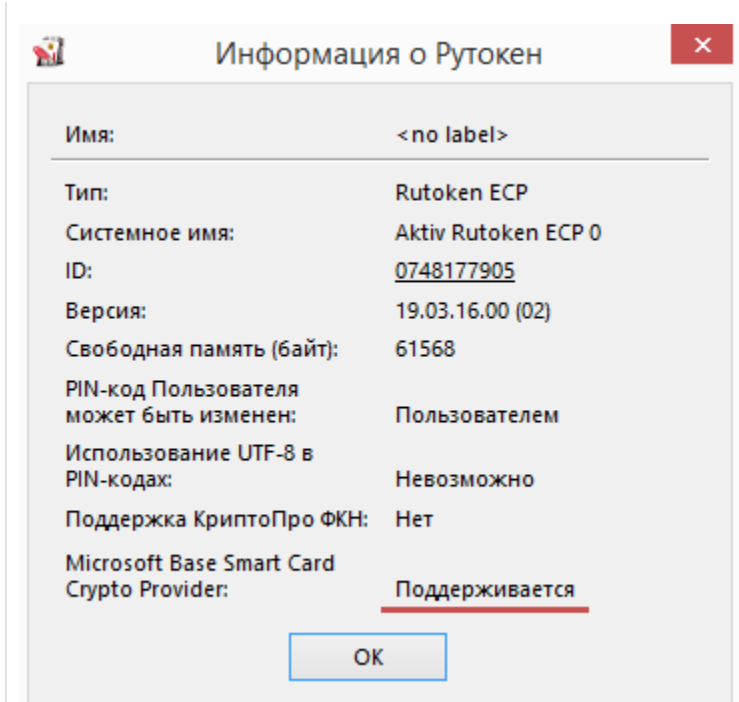 Информация о Рутокен
Имя: <no label>
Тип: Rutoken ECP
Системное имя: Aktiv Rutoken ECP 0
ID: 0748177905
Версия: 19.03.16.00 (02)
Свободная память (байт): 61568
PIN-код Пользователя
может быть изменен: Пользователем
Использование UTF-8 в
PIN-кодах: Невозможно
Поддержка КриптоПро ФКН: Нет
Microsoft Base Smart Card
Crypto Provider: Поддерживается
OK